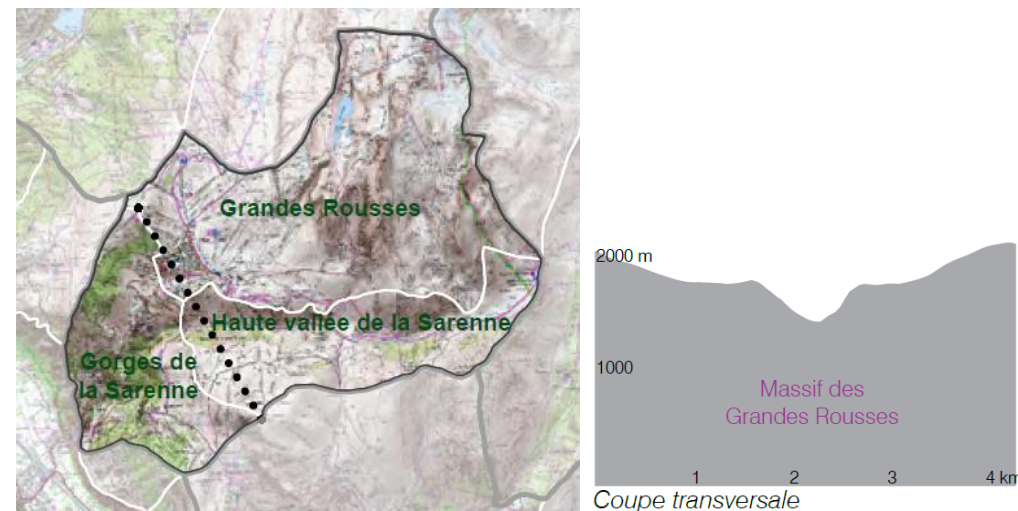 Grandes Rousses
Haute vallée de la Sarenne
Gorges de
la Sarenne
2000 m
1000
Massif des
Grandes Rousses
1 2 3 4 km
Coupe transversale